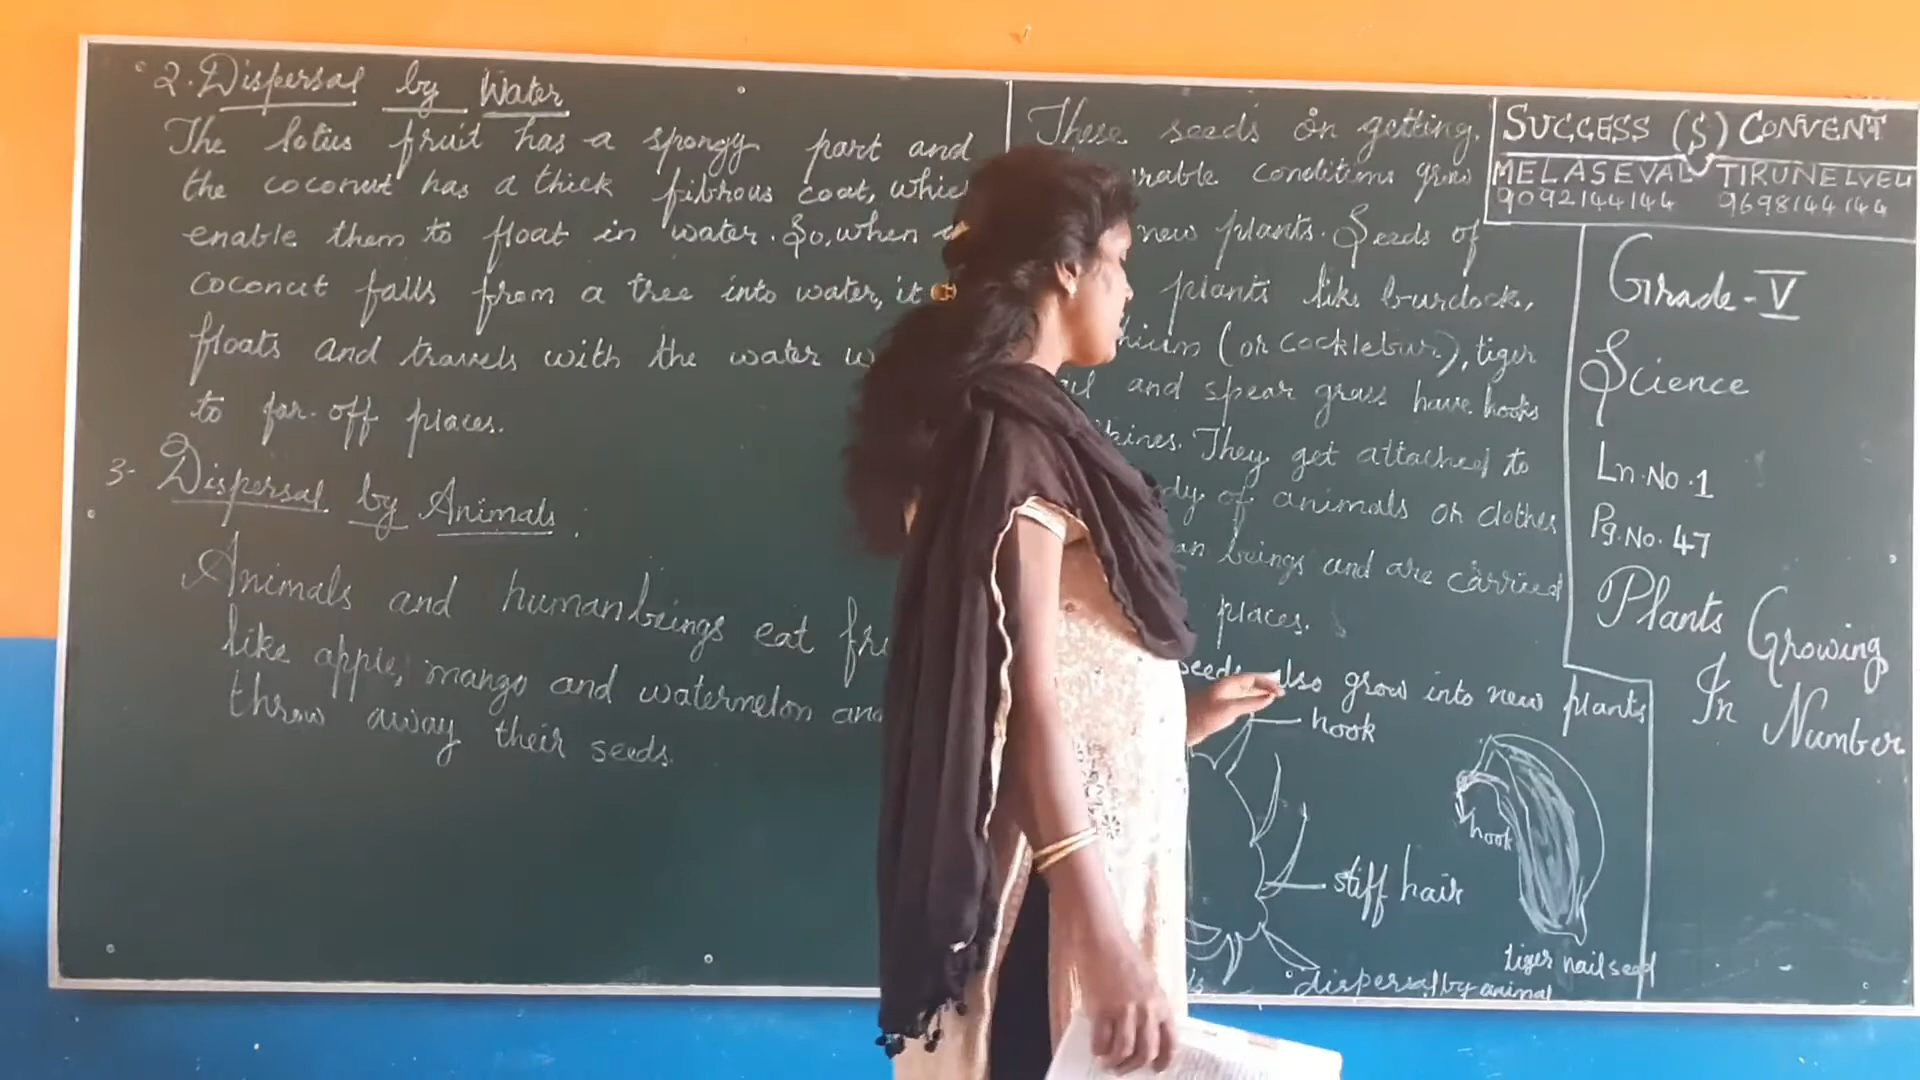 2. Dispersal by Water
The lotus fruit has a spongy part and
the coconut has a thick fibrous coat, which
enable them to float in water. So, when
coconut falls from a tree into water, it
floats and travels with the water
to far-off places.
3- Dispersal by Animals :
Animals and humanbeings eat
like apple, mango and watermelon and
throw away their seeds.
These seeds on getting
conditions grow
new plants. Seeds of
plants like burdock,
(or cocklebur), tiger
and spear grass have hooks
They get attached to
of animals or clothes
beings and are carried
places.
seeds also grow into new plants
hook
stiff hair
hook
tiger nail seed
dispersal by animal
SUCCESS (S) CONVENT
MELASEVAL TIRUNELVELI
9092144144 9698144144
Grade - V
Science
Ln. No. 1
Pg. No. 47
Plants Growing
In Number